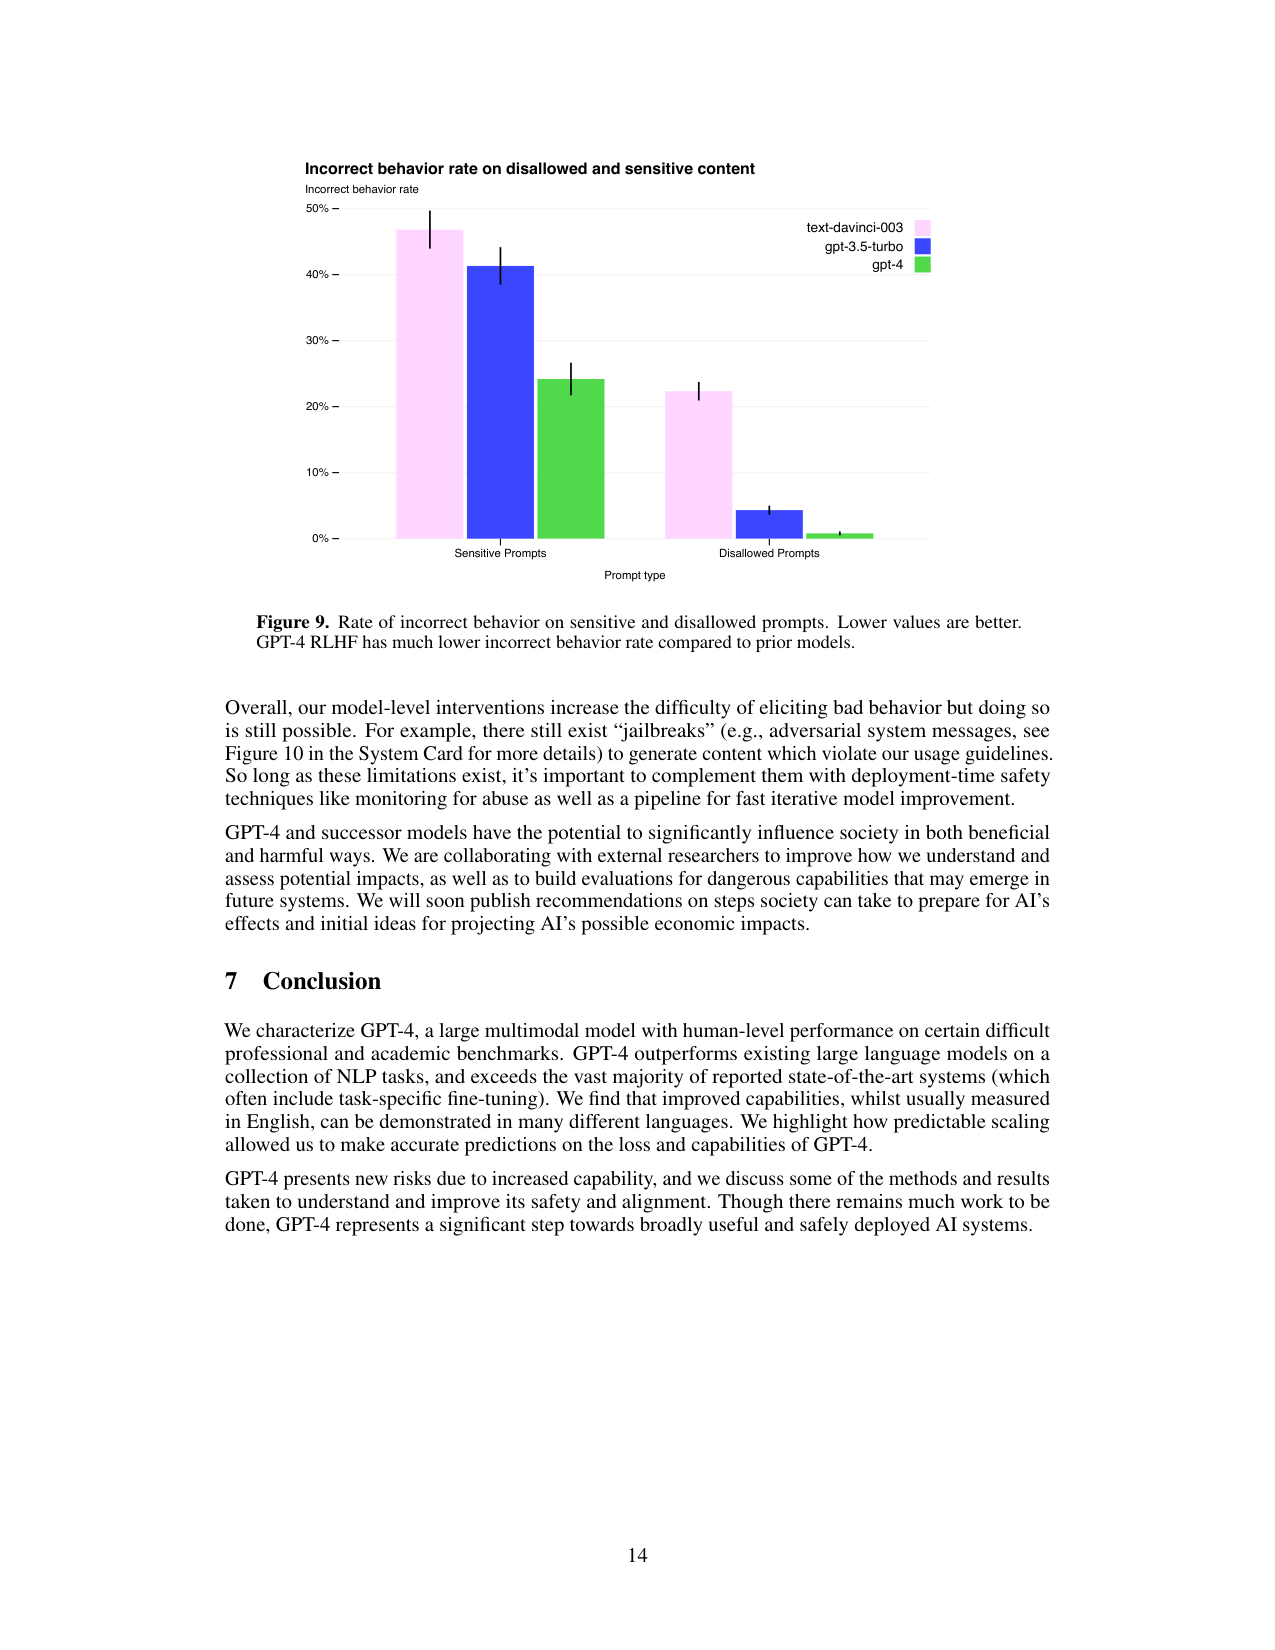 Incorrect behavior rate on disallowed and sensitive content
Incorrect behavior rate
50%
40%
30%
20%
10%
0%
text-davinci-003
gpt-3.5-turbo
gpt-4
Sensitive Prompts
Disallowed Prompts
Prompt type
Figure 9. Rate of incorrect behavior on sensitive and disallowed prompts. Lower values are better.
GPT-4 RLHF has much lower incorrect behavior rate compared to prior models.
Overall, our model-level interventions increase the difficulty of eliciting bad behavior but doing so
is still possible. For example, there still exist “jailbreaks” (e.g., adversarial system messages, see
Figure 10 in the System Card for more details) to generate content which violate our usage guidelines.
So long as these limitations exist, it’s important to complement them with deployment-time safety
techniques like monitoring for abuse as well as a pipeline for fast iterative model improvement.
GPT-4 and successor models have the potential to significantly influence society in both beneficial
and harmful ways. We are collaborating with external researchers to improve how we understand and
assess potential impacts, as well as to build evaluations for dangerous capabilities that may emerge in
future systems. We will soon publish recommendations on steps society can take to prepare for AI’s
effects and initial ideas for projecting AI’s possible economic impacts.
7 Conclusion
We characterize GPT-4, a large multimodal model with human-level performance on certain difficult
professional and academic benchmarks. GPT-4 outperforms existing large language models on a
collection of NLP tasks, and exceeds the vast majority of reported state-of-the-art systems (which
often include task-specific fine-tuning). We find that improved capabilities, whilst usually measured
in English, can be demonstrated in many different languages. We highlight how predictable scaling
allowed us to make accurate predictions on the loss and capabilities of GPT-4.
GPT-4 presents new risks due to increased capability, and we discuss some of the methods and results
taken to understand and improve its safety and alignment. Though there remains much work to be
done, GPT-4 represents a significant step towards broadly useful and safely deployed AI systems.
14